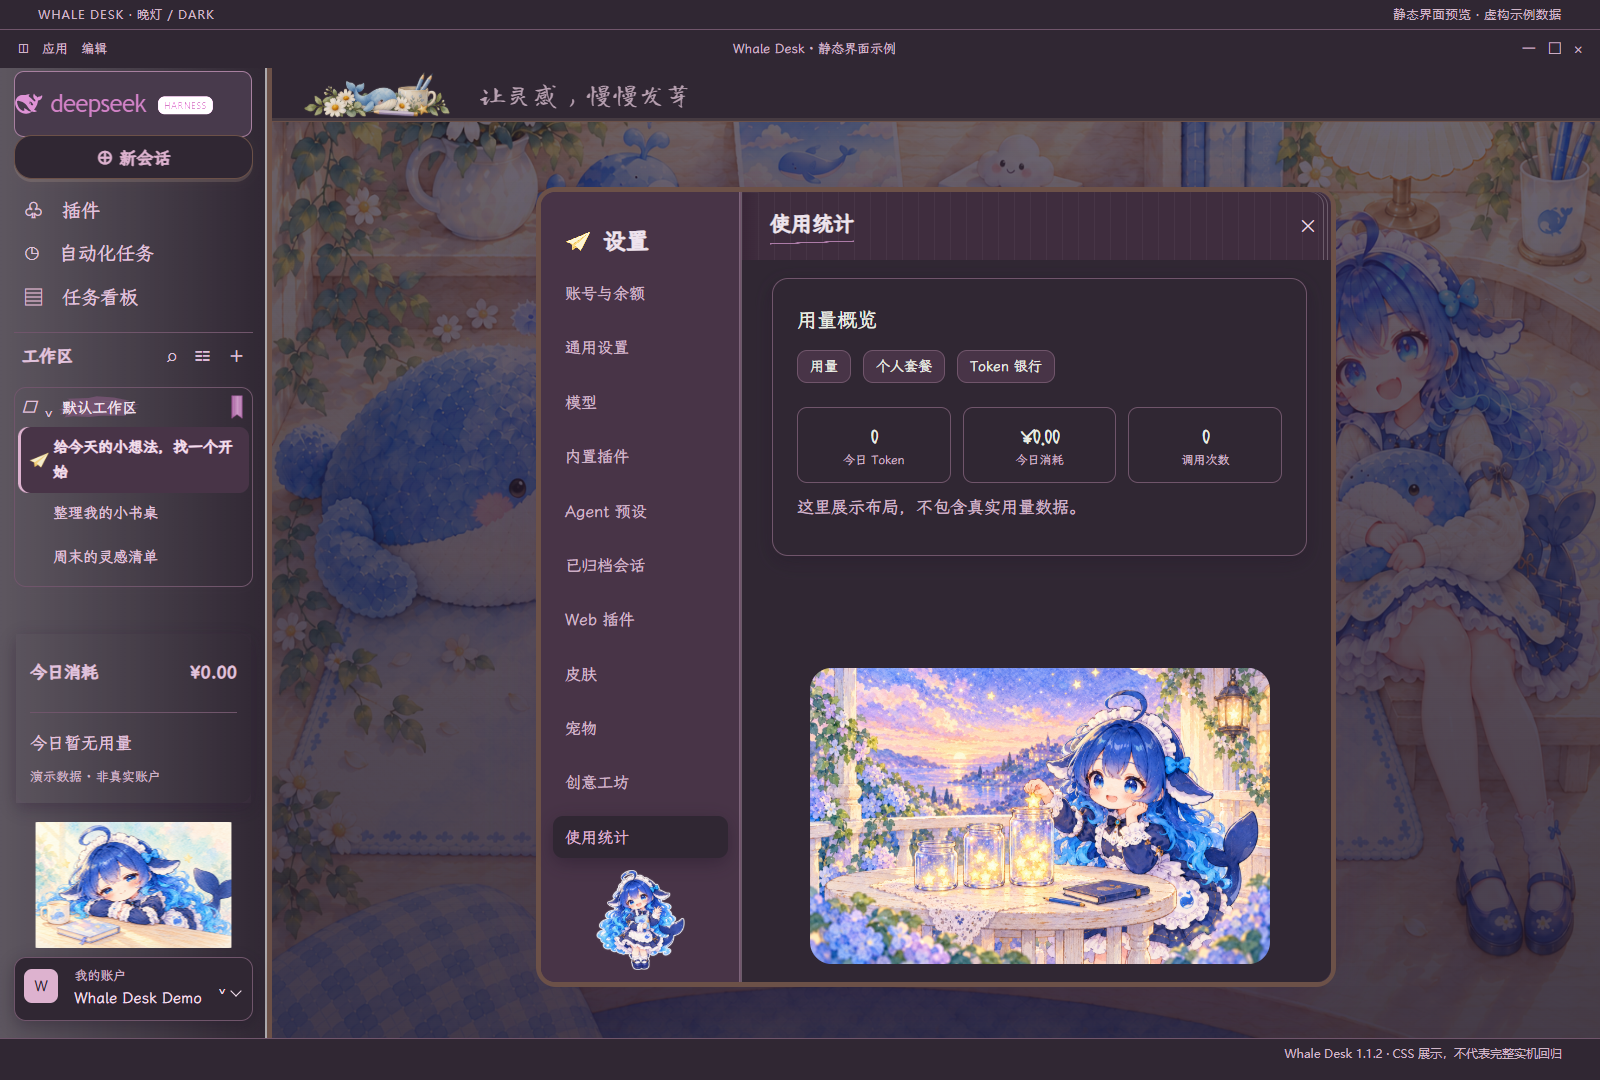 WHALE DESK · 晚灯 / DARK
静态界面预览 · 虚构示例数据
应用 编辑
Whale Desk · 静态界面示例
deepseek HARNESS
让灵感，慢慢发芽
新会话
插件
自动化任务
任务看板
工作区
默认工作区
给今天的小想法，找一个开
始
整理我的小书桌
周末的灵感清单
今日消耗 ¥0.00
今日暂无用量
演示数据 · 非真实账户
W
我的账户
Whale Desk Demo
设置
账号与余额
通用设置
模型
内置插件
Agent 预设
已归档会话
Web 插件
皮肤
宠物
创意工坊
使用统计
使用统计
用量概览
用量 个人套餐 Token 银行
0
今日 Token
¥0.00
今日消耗
0
调用次数
这里展示布局，不包含真实用量数据。
Whale Desk 1.1.2 · CSS 展示，不代表完整实机回归